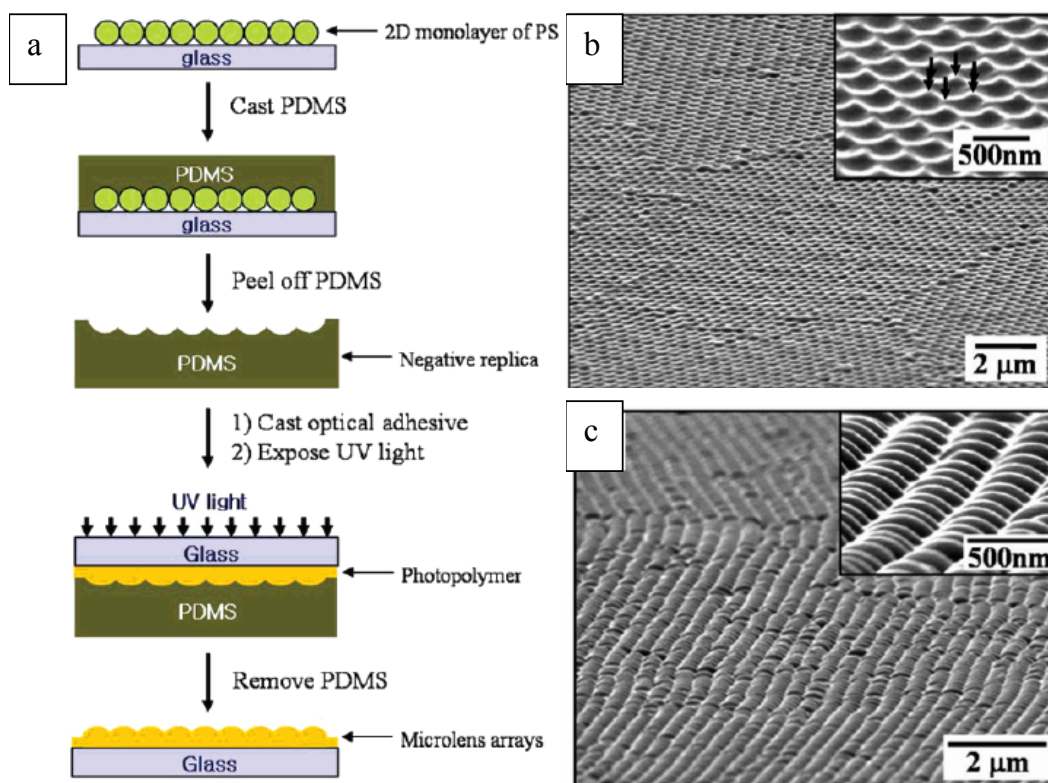 a
2D monolayer of PS
glass
Cast PDMS
PDMS
glass
Peel off PDMS
PDMS
Negative replica
1) Cast optical adhesive
2) Expose UV light
UV light
Glass
Photopolymer
PDMS
Remove PDMS
Microlens arrays
Glass
b
500nm
2 μm
c
500nm
2 μm